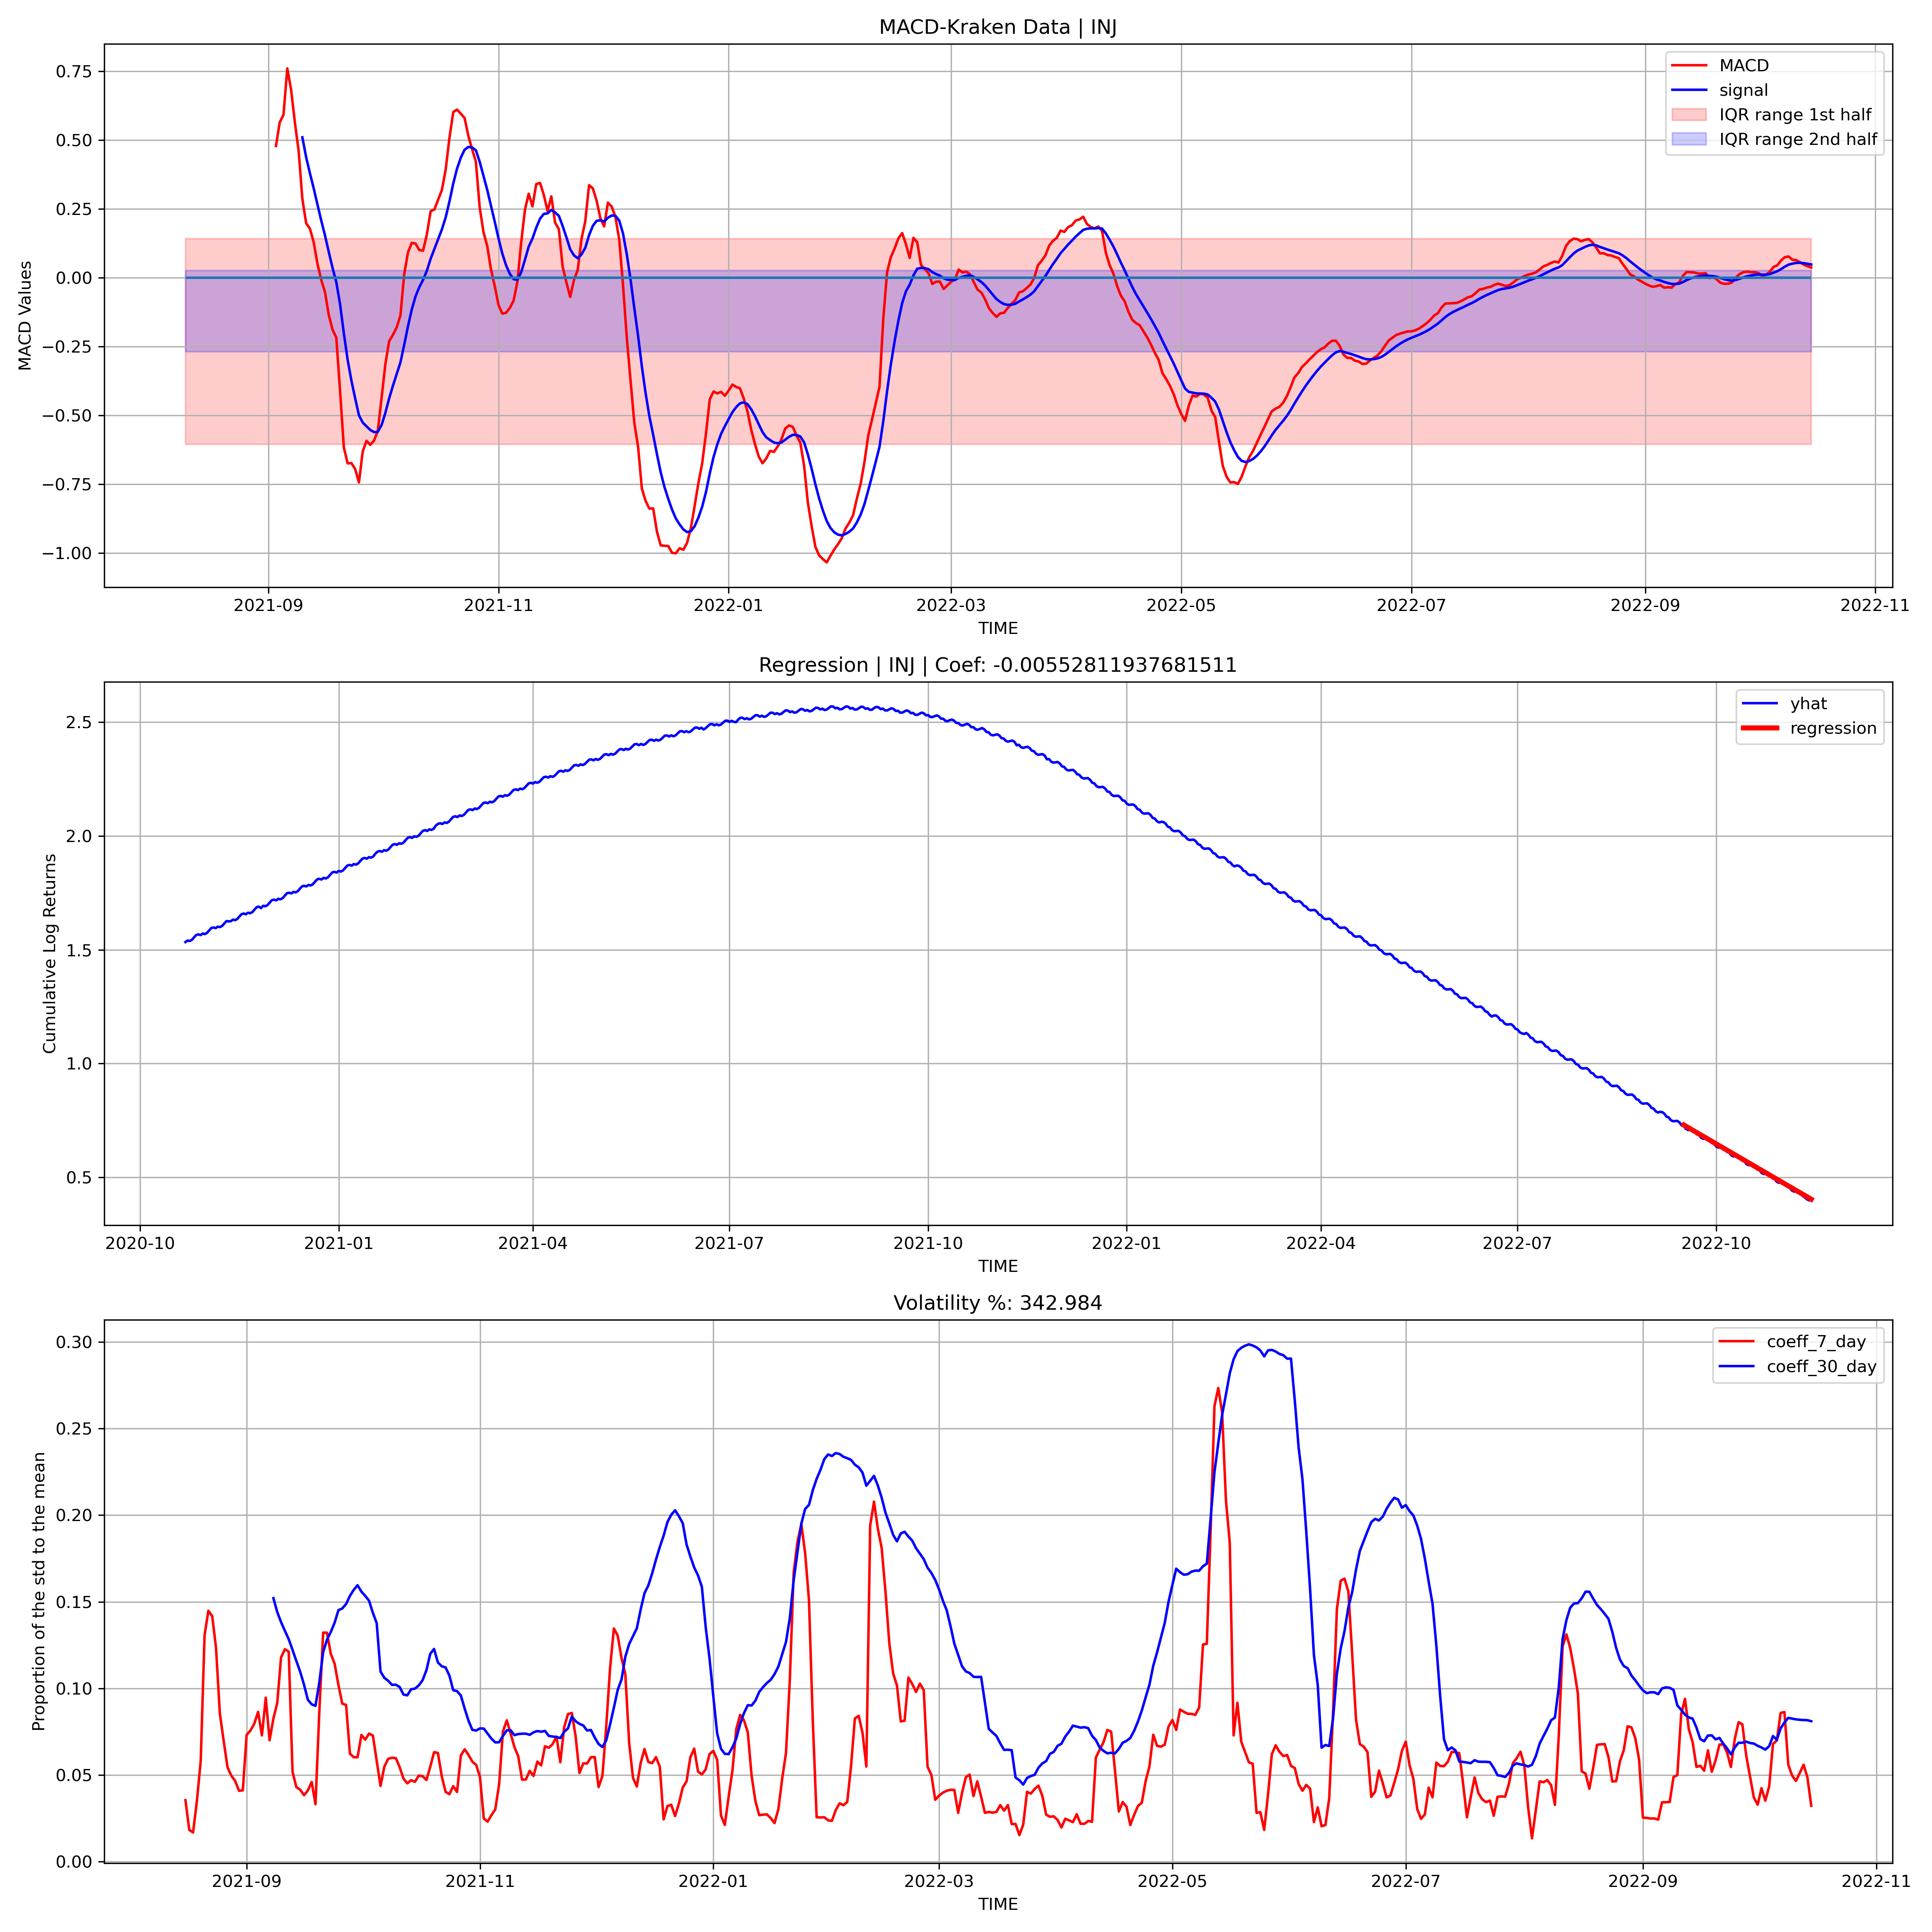 MACD-Kraken Data | INJ
MACD Values
0.75
0.50
0.25
0.00
−0.25
−0.50
−0.75
−1.00
MACD
signal
IQR range 1st half
IQR range 2nd half
2021-09 2021-11 2022-01 2022-03 2022-05 2022-07 2022-09 2022-11
TIME
Regression | INJ | Coef: -0.00552811937681511
Cumulative Log Returns
2.5
2.0
1.5
1.0
0.5
yhat
regression
2020-10 2021-01 2021-04 2021-07 2021-10 2022-01 2022-04 2022-07 2022-10
TIME
Volatility %: 342.984
Proportion of the std to the mean
0.30
0.25
0.20
0.15
0.10
0.05
0.00
coeff_7_day
coeff_30_day
2021-09 2021-11 2022-01 2022-03 2022-05 2022-07 2022-09 2022-11
TIME